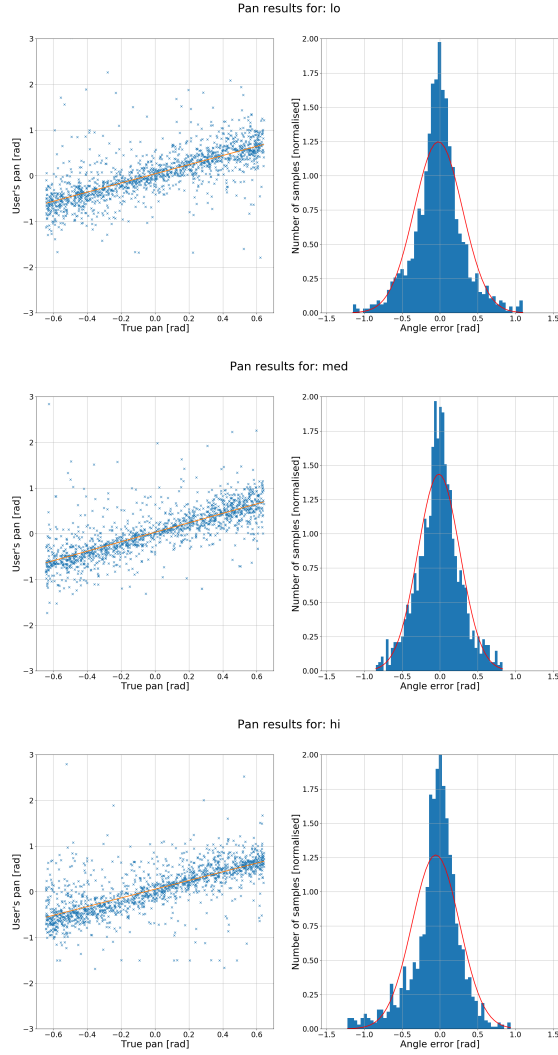 Pan results for: lo
3
2
1
0
−1
−2
−3
User's pan [rad]
−0.6 −0.4 −0.2 0.0 0.2 0.4 0.6
True pan [rad]
2.00
1.75
1.50
1.25
1.00
0.75
0.50
0.25
0.00
Number of samples [normalised]
−1.5 −1.0 −0.5 0.0 0.5 1.0 1.5
Angle error [rad]
Pan results for: med
3
2
1
0
−1
−2
−3
User's pan [rad]
−0.6 −0.4 −0.2 0.0 0.2 0.4 0.6
True pan [rad]
2.00
1.75
1.50
1.25
1.00
0.75
0.50
0.25
0.00
Number of samples [normalised]
−1.5 −1.0 −0.5 0.0 0.5 1.0 1.5
Angle error [rad]
Pan results for: hi
3
2
1
0
−1
−2
−3
User's pan [rad]
−0.6 −0.4 −0.2 0.0 0.2 0.4 0.6
True pan [rad]
2.00
1.75
1.50
1.25
1.00
0.75
0.50
0.25
0.00
Number of samples [normalised]
−1.5 −1.0 −0.5 0.0 0.5 1.0 1.5
Angle error [rad]